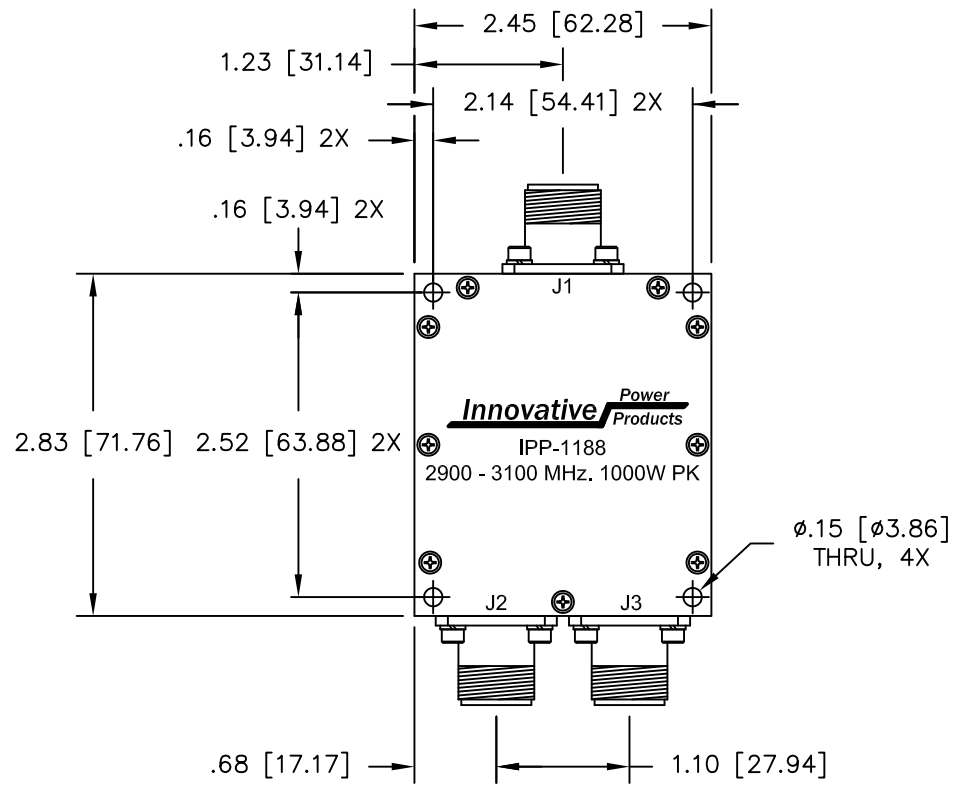 2.45 [62.28]
1.23 [31.14]
2.14 [54.41] 2X
.16 [3.94] 2X
.16 [3.94] 2X
J1
Innovative Power Products
2.83 [71.76]
2.52 [63.88] 2X
IPP-1188
2900 - 3100 MHz. 1000W PK
ø.15 [ø3.86]
THRU, 4X
J2
J3
.68 [17.17]
1.10 [27.94]